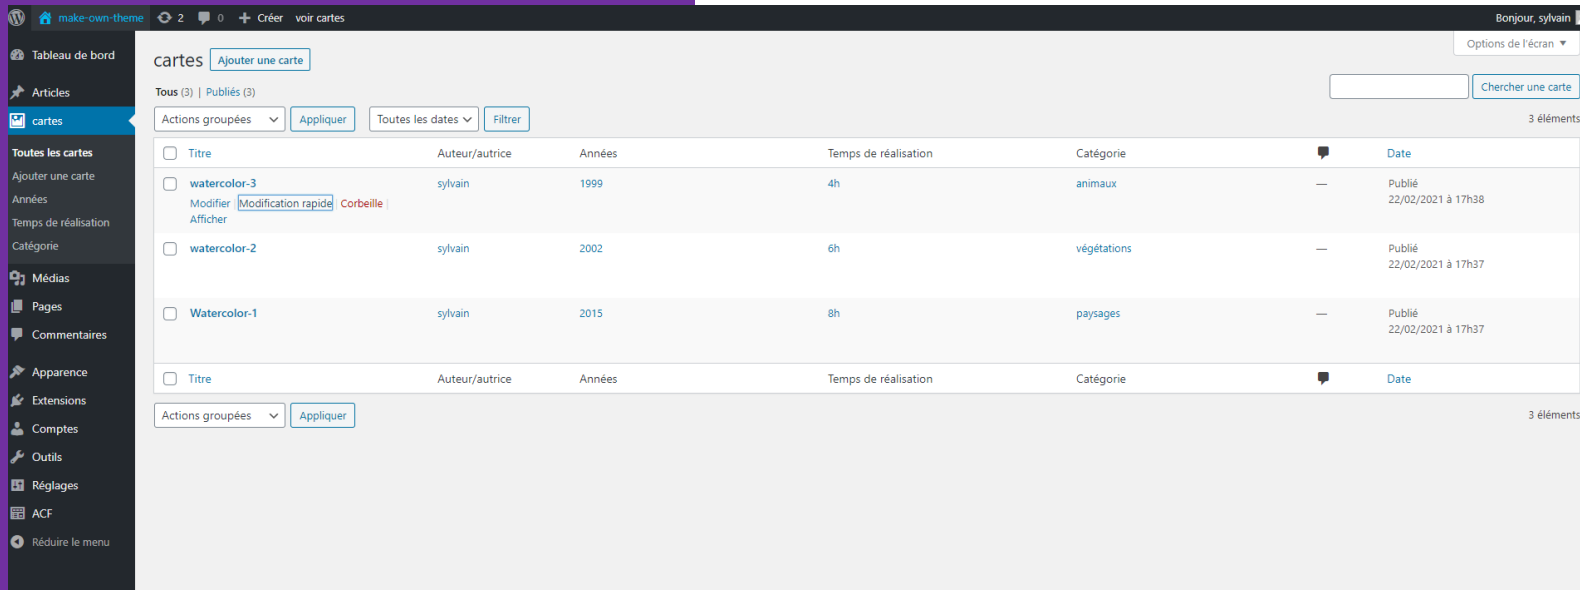 make-own-theme 2 0 Créer voir cartes Bonjour, sylvain
Options de l'écran
Tableau de bord
Articles
cartes
Toutes les cartes
Ajouter une carte
Années
Temps de réalisation
Catégorie
Médias
Pages
Commentaires
Apparence
Extensions
Comptes
Outils
Réglages
ACF
Réduire le menu
cartes Ajouter une carte
Tous (3) | Publiés (3)
Chercher une carte
Actions groupées Appliquer Toutes les dates Filtrer 3 éléments
Titre Auteur/autrice Années Temps de réalisation Catégorie Date
watercolor-3 sylvain 1999 4h animaux — Publié
22/02/2021 à 17h38
Modifier | Modification rapide | Corbeille |
Afficher
watercolor-2 sylvain 2002 6h végétations — Publié
22/02/2021 à 17h37
Watercolor-1 sylvain 2015 8h paysages — Publié
22/02/2021 à 17h37
Titre Auteur/autrice Années Temps de réalisation Catégorie Date
Actions groupées Appliquer 3 éléments